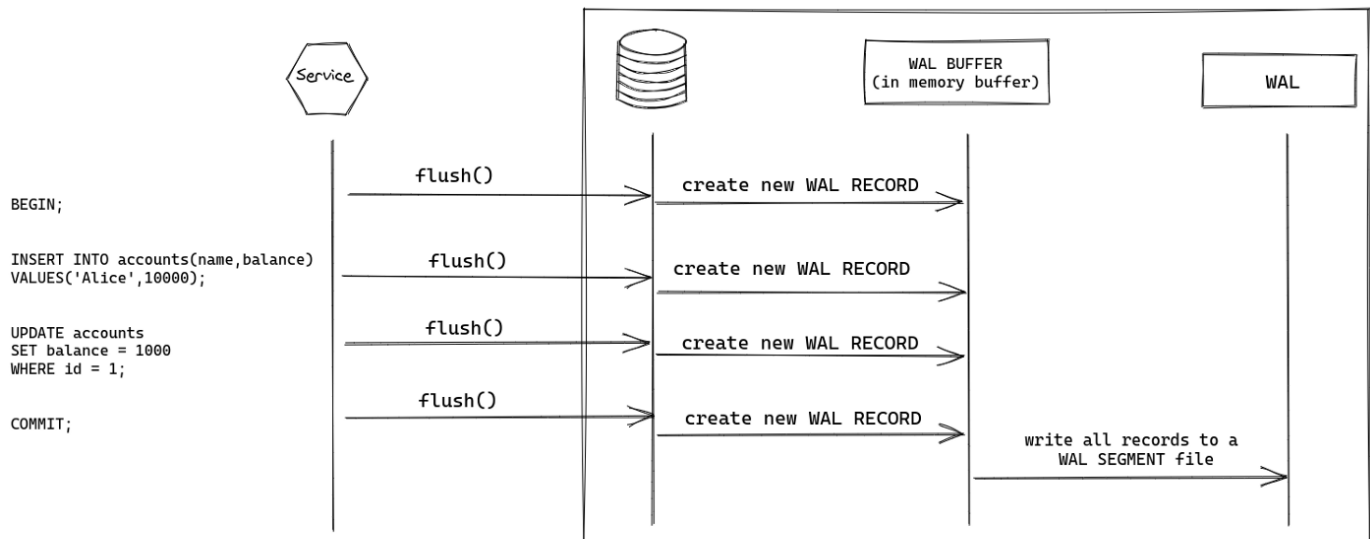 Service
WAL BUFFER
(in memory buffer)
WAL
flush()
create new WAL RECORD
BEGIN;
INSERT INTO accounts(name,balance)
VALUES('Alice',10000);
flush()
create new WAL RECORD
UPDATE accounts
SET balance = 1000
WHERE id = 1;
flush()
create new WAL RECORD
COMMIT;
flush()
create new WAL RECORD
write all records to a
WAL SEGMENT file